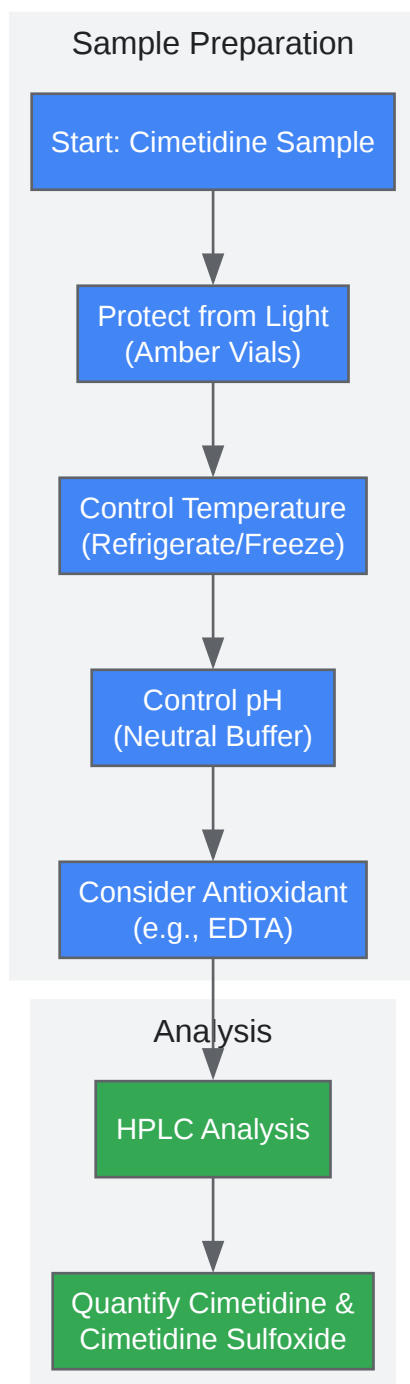 Sample Preparation
Start: Cimetidine Sample
Protect from Light
(Amber Vials)
Control Temperature
(Refrigerate/Freeze)
Control pH
(Neutral Buffer)
Consider Antioxidant
(e.g., EDTA)
Analysis
HPLC Analysis
Quantify Cimetidine &
Cimetidine Sulfoxide